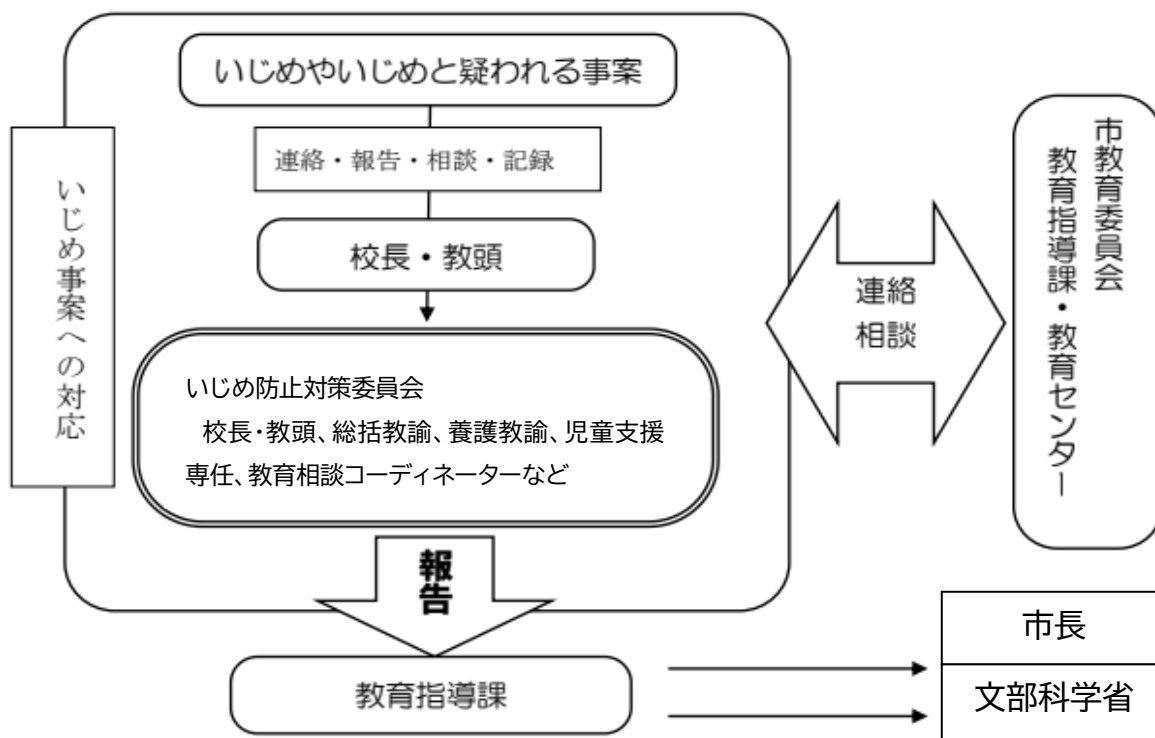 いじめやいじめと疑われる事案
連絡・報告・相談・記録
校長・教頭
いじめ事案への対応
いじめ防止対策委員会
校長・教頭、総括教諭、養護教諭、児童支援
専任、教育相談コーディネーターなど
連絡
相談
市教育委員会
教育指導課・教育センター
報告
教育指導課
市長
文部科学省